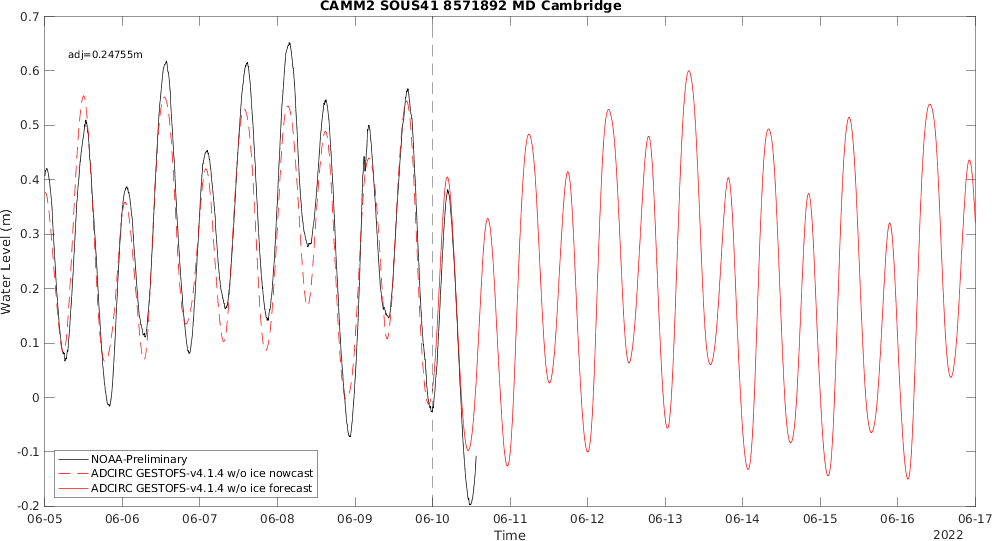 CAMM2 SOUS41 8571892 MD Cambridge
adj=0.24755m
Water Level (m)
0.7
0.6
0.5
0.4
0.3
0.2
0.1
0
-0.1
-0.2
NOAA-Preliminary
ADCIRC GESTOFS-v4.1.4 w/o ice nowcast
ADCIRC GESTOFS-v4.1.4 w/o ice forecast
06-05 06-06 06-07 06-08 06-09 06-10 06-11 06-12 06-13 06-14 06-15 06-16 06-17
Time
2022